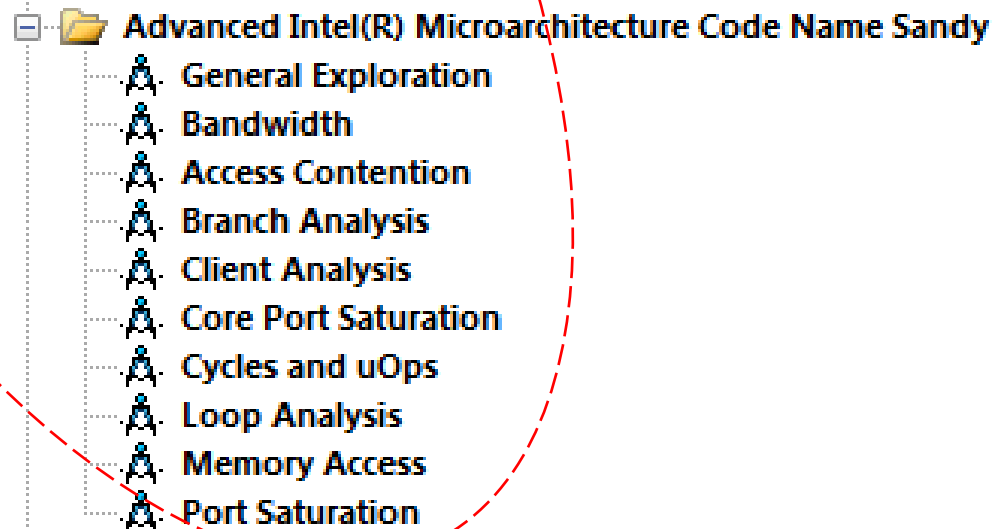 Advanced Intel(R) Microarchitecture Code Name Sandy
General Exploration
Bandwidth
Access Contention
Branch Analysis
Client Analysis
Core Port Saturation
Cycles and uOps
Loop Analysis
Memory Access
Port Saturation